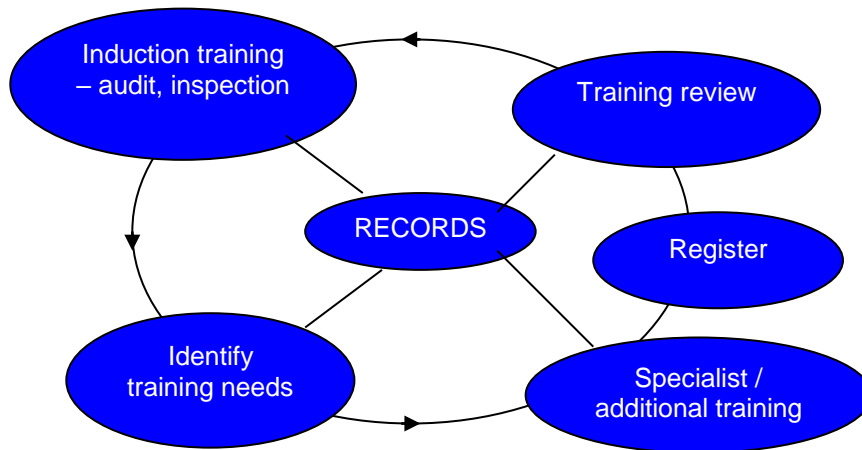 Induction training
– audit, inspection
Training review
RECORDS
Register
Identify
training needs
Specialist /
additional training